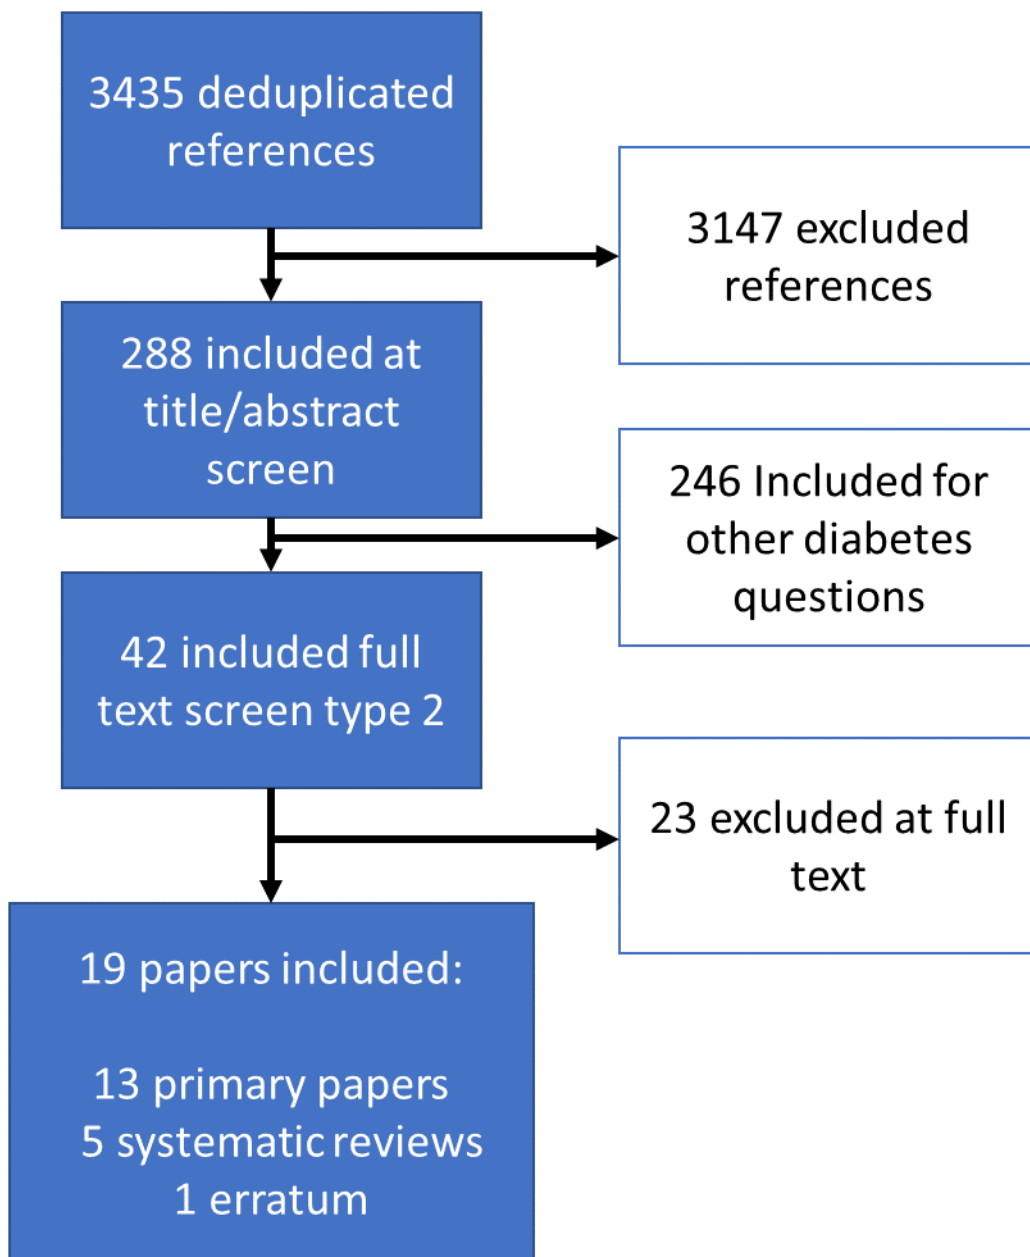 3435 deduplicated
references
3147 excluded
references
288 included at
title/abstract
screen
246 Included for
other diabetes
questions
42 included full
text screen type 2
23 excluded at full
text
19 papers included:
13 primary papers
5 systematic reviews
1 erratum